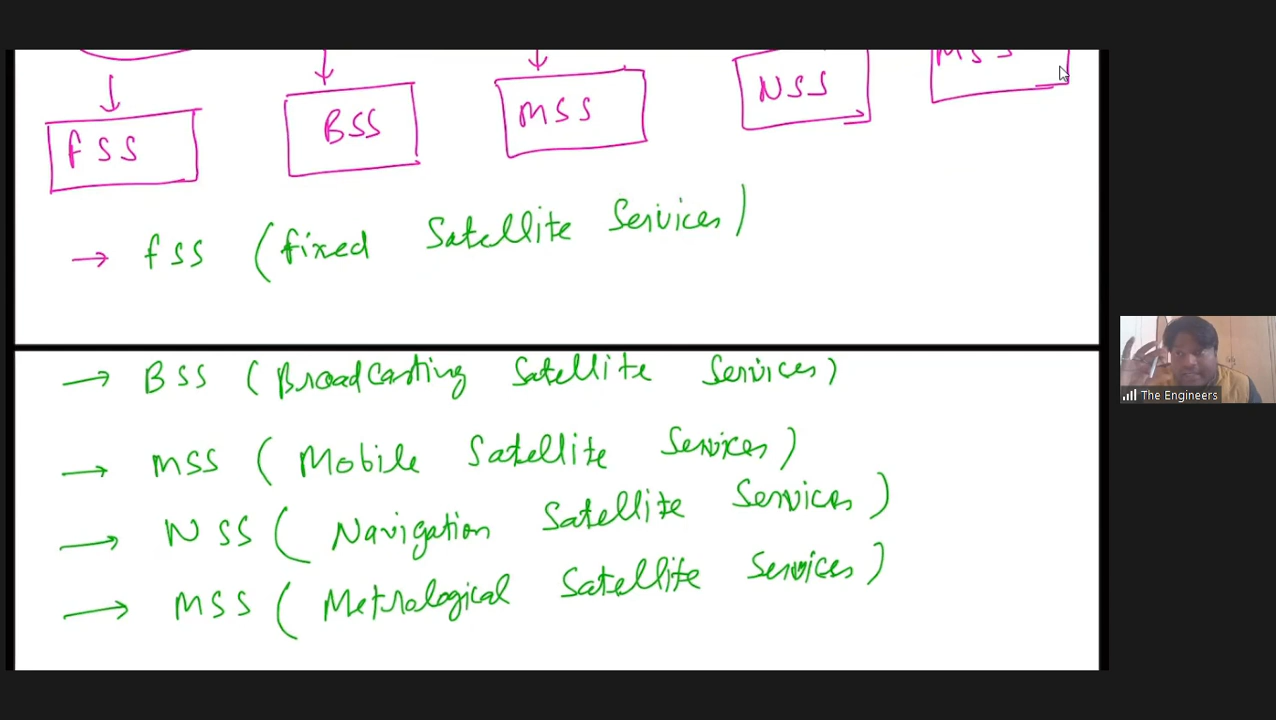 FSS
BSS
MSS
NSS
MSS
→ FSS (Fixed Satellite Services)
→ BSS (Broadcasting Satellite Services)
→ MSS (Mobile Satellite Services)
→ NSS (Navigation Satellite Services)
→ MSS (Metrological Satellite Services)
The Engineers